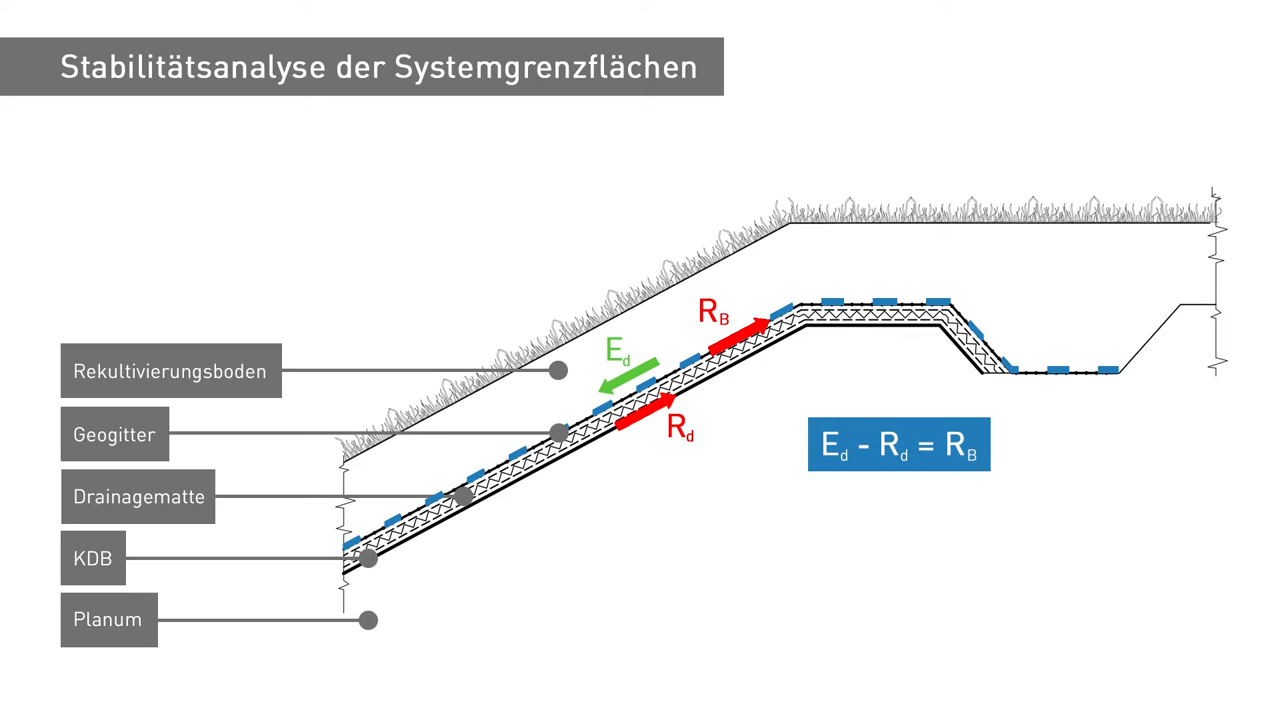 Stabilitätsanalyse der Systemgrenzflächen
R_B
E_d
R_d
Rekultivierungsboden
Geogitter
Drainagematte
KDB
Planum
E_d - R_d = R_B